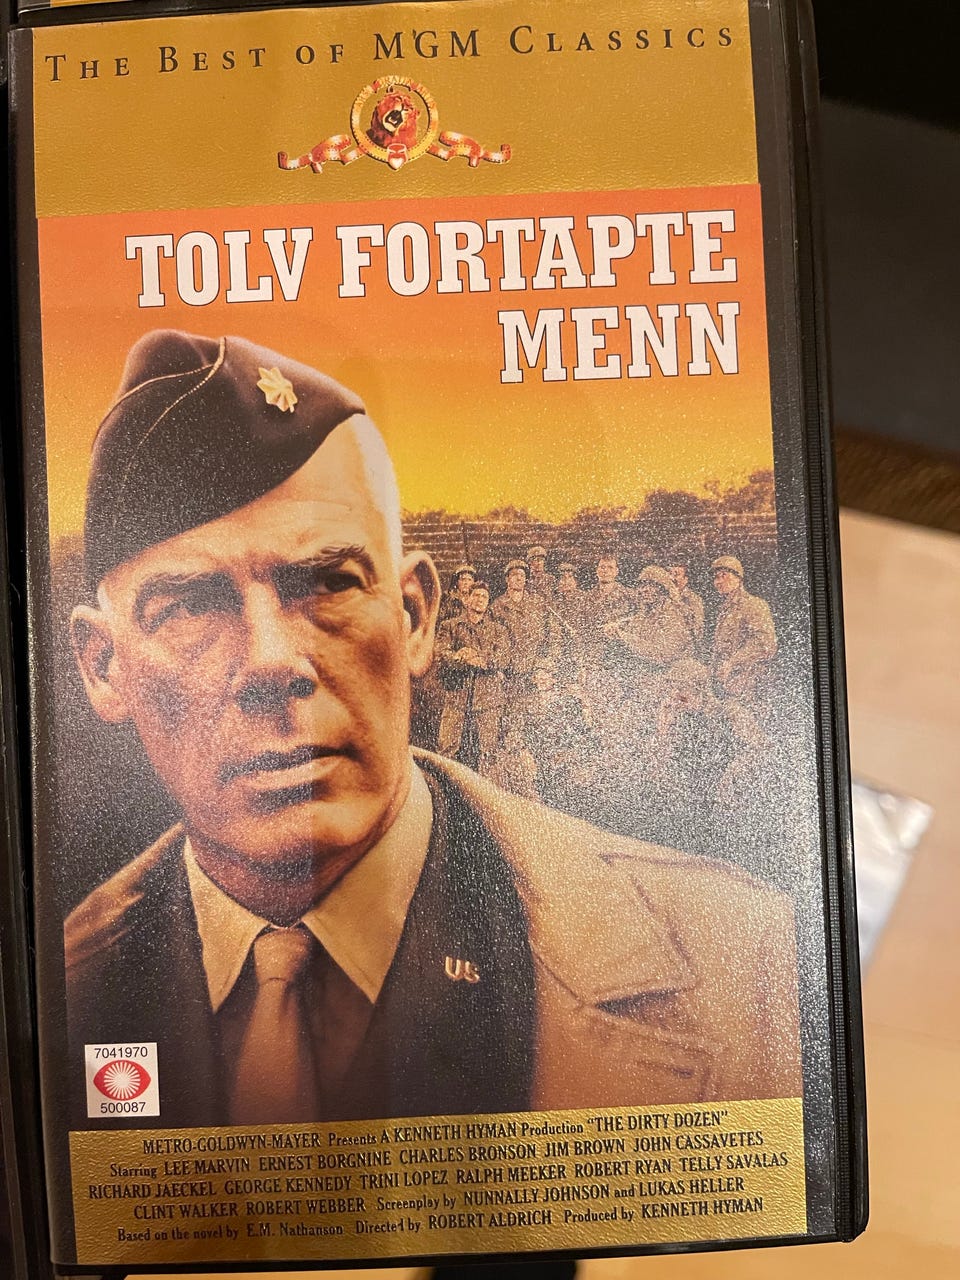 THE BEST OF MGM CLASSICS
TOLV FORTAPTE
MENN
US
7041970
500087
METRO-GOLDWYN-MAYER Presents A KENNETH HYMAN Production "THE DIRTY DOZEN"
Starring LEE MARVIN ERNEST BORGNINE CHARLES BRONSON JIM BROWN JOHN CASSAVETES
RICHARD JAECKEL GEORGE KENNEDY TRINI LOPEZ RALPH MEEKER ROBERT RYAN TELLY SAVALAS
CLINT WALKER ROBERT WEBBER Screenplay by NUNNALLY JOHNSON and LUKAS HELLER
Based on the novel by E.M. Nathanson Directed by ROBERT ALDRICH Produced by KENNETH HYMAN